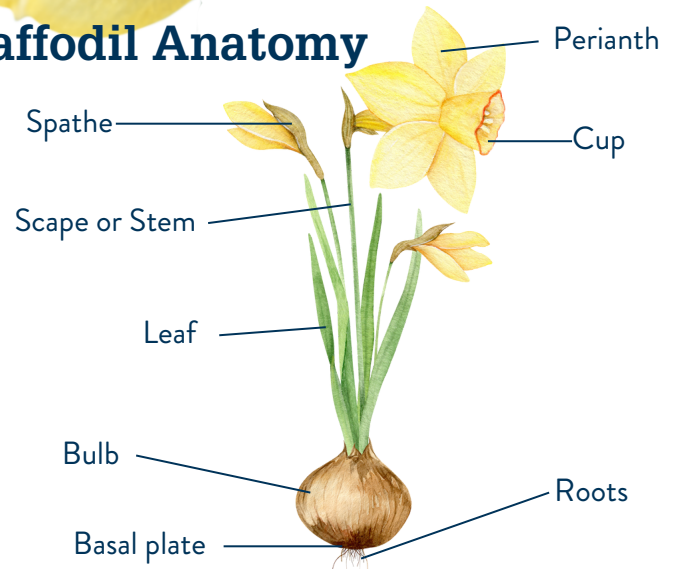 affodil Anatomy
Perianth
Spathe
Cup
Scape or Stem
Leaf
Bulb
Roots
Basal plate